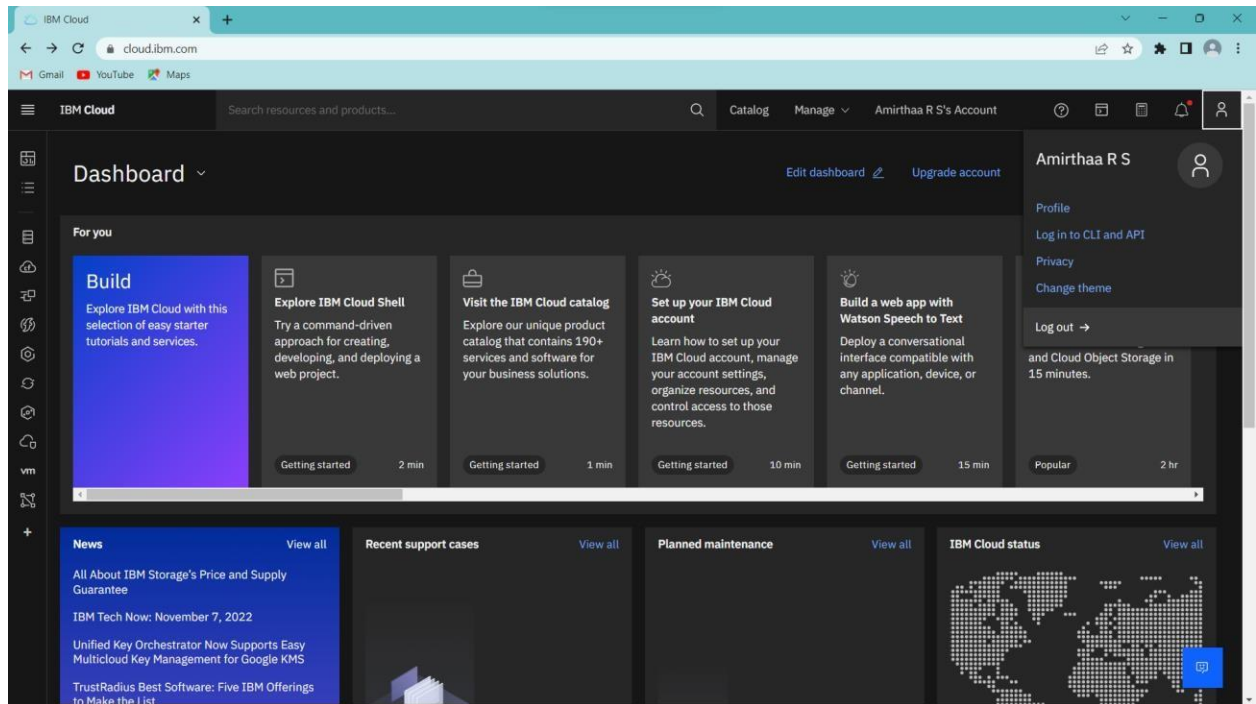 IBM Cloud
cloud.ibm.com
Gmail YouTube Maps
IBM Cloud
Search resources and products...
Catalog Manage Amirthaa R S's Account
Dashboard
Edit dashboard Upgrade account
Amirthaa R S
Profile
Log in to CLI and API
Privacy
Change theme
Log out →
For you
Build
Explore IBM Cloud with this
selection of easy starter
tutorials and services.
Explore IBM Cloud Shell
Try a command-driven
approach for creating,
developing, and deploying a
web project.
Getting started 2 min
Visit the IBM Cloud catalog
Explore our unique product
catalog that contains 190+
services and software for
your business solutions.
Getting started 1 min
Set up your IBM Cloud
account
Learn how to set up your
IBM Cloud account, manage
your account settings,
organize resources, and
control access to those
resources.
Getting started 10 min
Build a web app with
Watson Speech to Text
Deploy a conversational
interface compatible with
any application, device, or
channel.
Getting started 15 min
and Cloud Object Storage in
15 minutes.
Popular 2 hr
vm
News View all
All About IBM Storage's Price and Supply
Guarantee
IBM Tech Now: November 7, 2022
Unified Key Orchestrator Now Supports Easy
Multicloud Key Management for Google KMS
TrustRadius Best Software: Five IBM Offerings
to Make the List
Recent support cases View all
Planned maintenance View all
IBM Cloud status View all